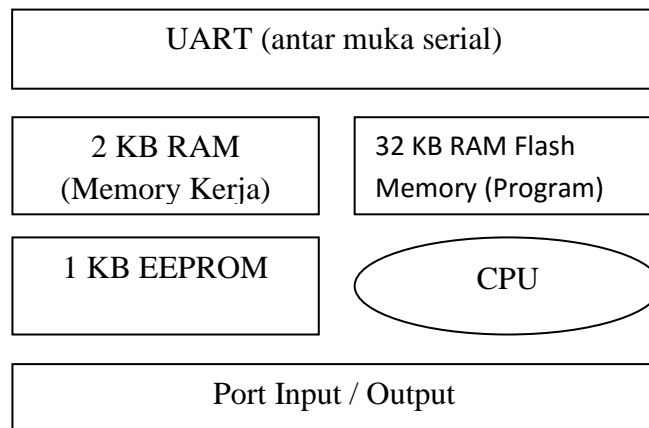 UART (antar muka serial)
2 KB RAM
(Memory Kerja)
32 KB RAM Flash
Memory (Program)
1 KB EEPROM
CPU
Port Input / Output